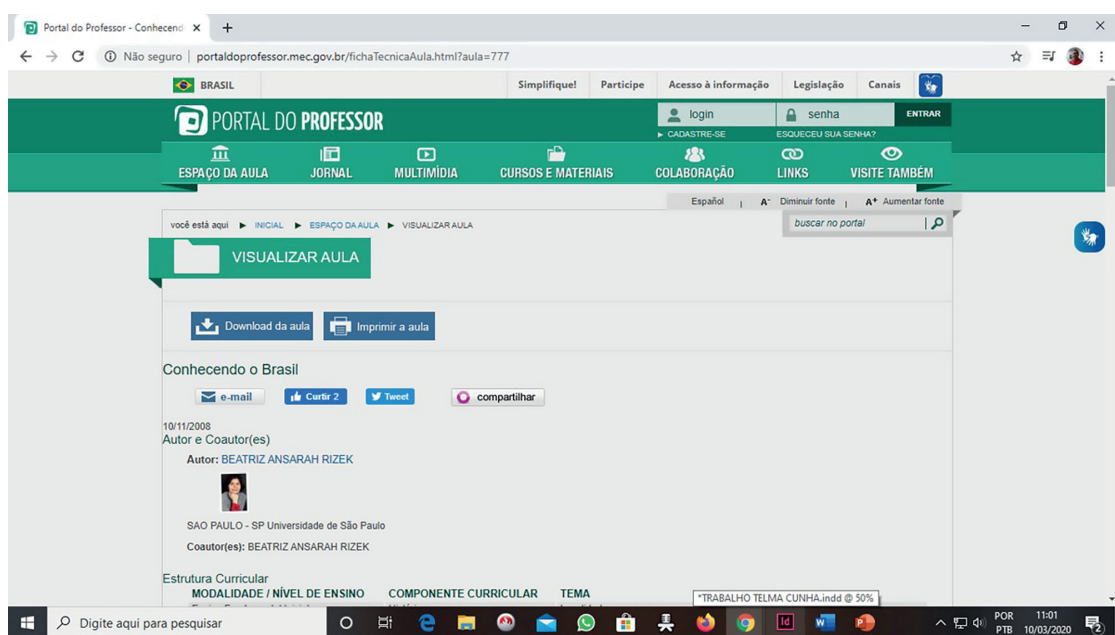 Portal do Professor - Conhecend
Não seguro | portaldoprofessor.mec.gov.br/fichaTecnicaAula.html?aula=777
BRASIL Simplifique! Participe Acesso à informação Legislação Canais
PORTAL DO PROFESSOR
login senha ENTRAR
CADASTRE-SE ESQUECEU SUA SENHA?
ESPAÇO DA AULA JORNAL MULTIMÍDIA CURSOS E MATERIAIS COLABORAÇÃO LINKS VISITE TAMBÉM
Español | A- Diminuir fonte | A+ Aumentar fonte
você está aqui INICIAL ESPAÇO DA AULA VISUALIZAR AULA
buscar no portal
VISUALIZAR AULA
Download da aula Imprimir a aula
Conhecendo o Brasil
e-mail Curtir 2 Tweet compartilhar
10/11/2008
Autor e Coautor(es)
Autor: BEATRIZ ANSARAH RIZEK
SAO PAULO - SP Universidade de São Paulo
Coautor(es): BEATRIZ ANSARAH RIZEK
Estrutura Curricular
MODALIDADE / NÍVEL DE ENSINO COMPONENTE CURRICULAR TEMA
*TRABALHO TELMA CUNHA.indd @ 50%
Digite aqui para pesquisar
POR 11:01
PTB 10/03/2020